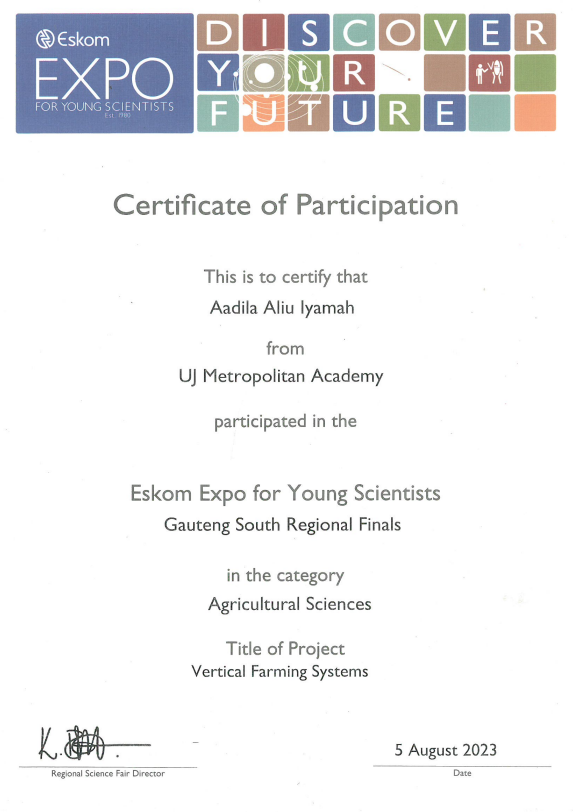 Eskom
EXPO
FOR YOUNG SCIENTISTS
Est. 1980
DISCOVER
YOUR
FUTURE
Certificate of Participation
This is to certify that
Aadila Aliu Iyamah
from
UJ Metropolitan Academy
participated in the
Eskom Expo for Young Scientists
Gauteng South Regional Finals
in the category
Agricultural Sciences
Title of Project
Vertical Farming Systems
5 August 2023
Regional Science Fair Director
Date